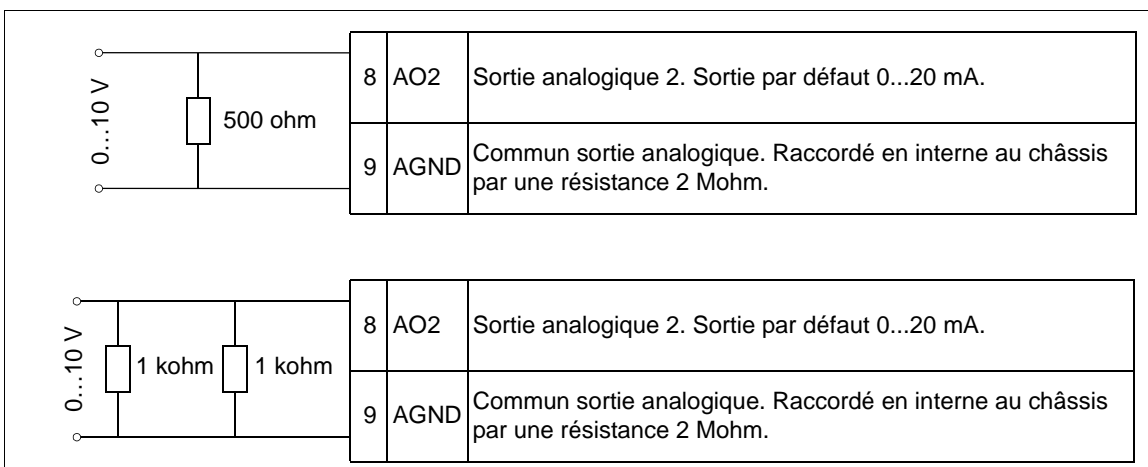 0…10 V
500 ohm
8 AO2 Sortie analogique 2. Sortie par défaut 0...20 mA.
9 AGND Commun sortie analogique. Raccordé en interne au châssis
par une résistance 2 Mohm.
0…10 V
1 kohm 1 kohm
8 AO2 Sortie analogique 2. Sortie par défaut 0...20 mA.
9 AGND Commun sortie analogique. Raccordé en interne au châssis
par une résistance 2 Mohm.